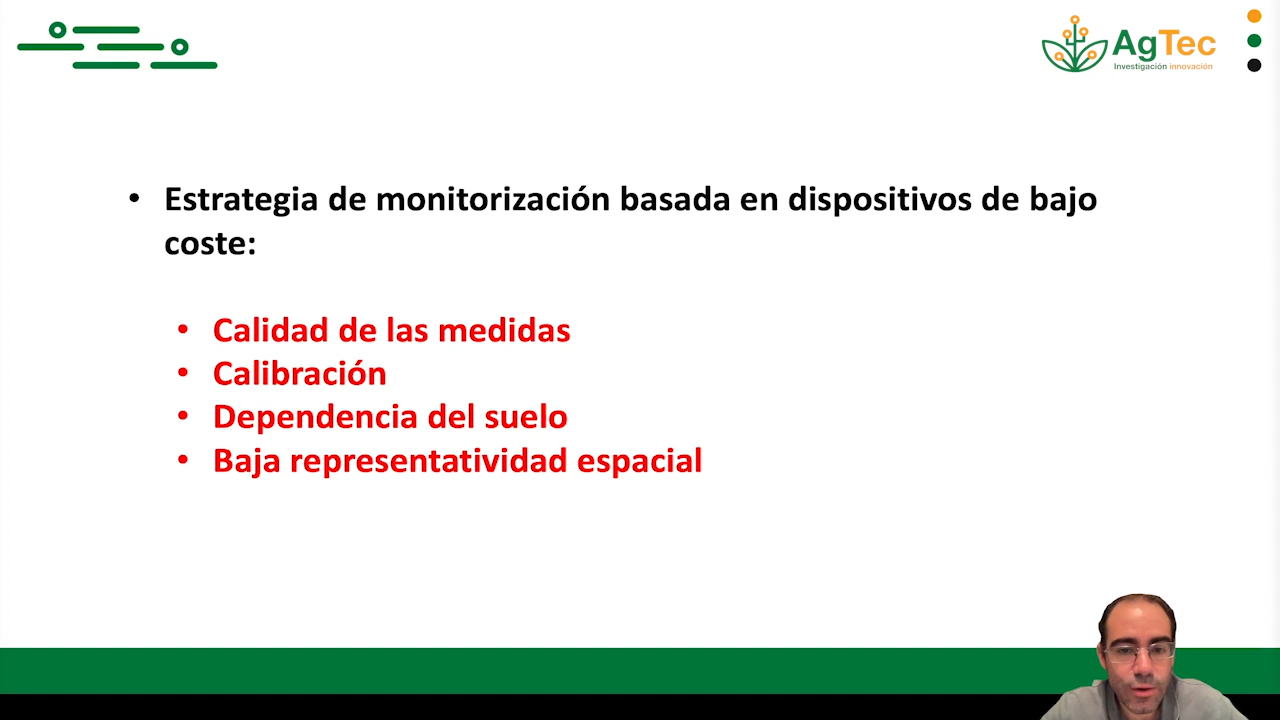 AgTec
Investigación innovación
• Estrategia de monitorización basada en dispositivos de bajo
coste:
• Calidad de las medidas
• Calibración
• Dependencia del suelo
• Baja representatividad espacial